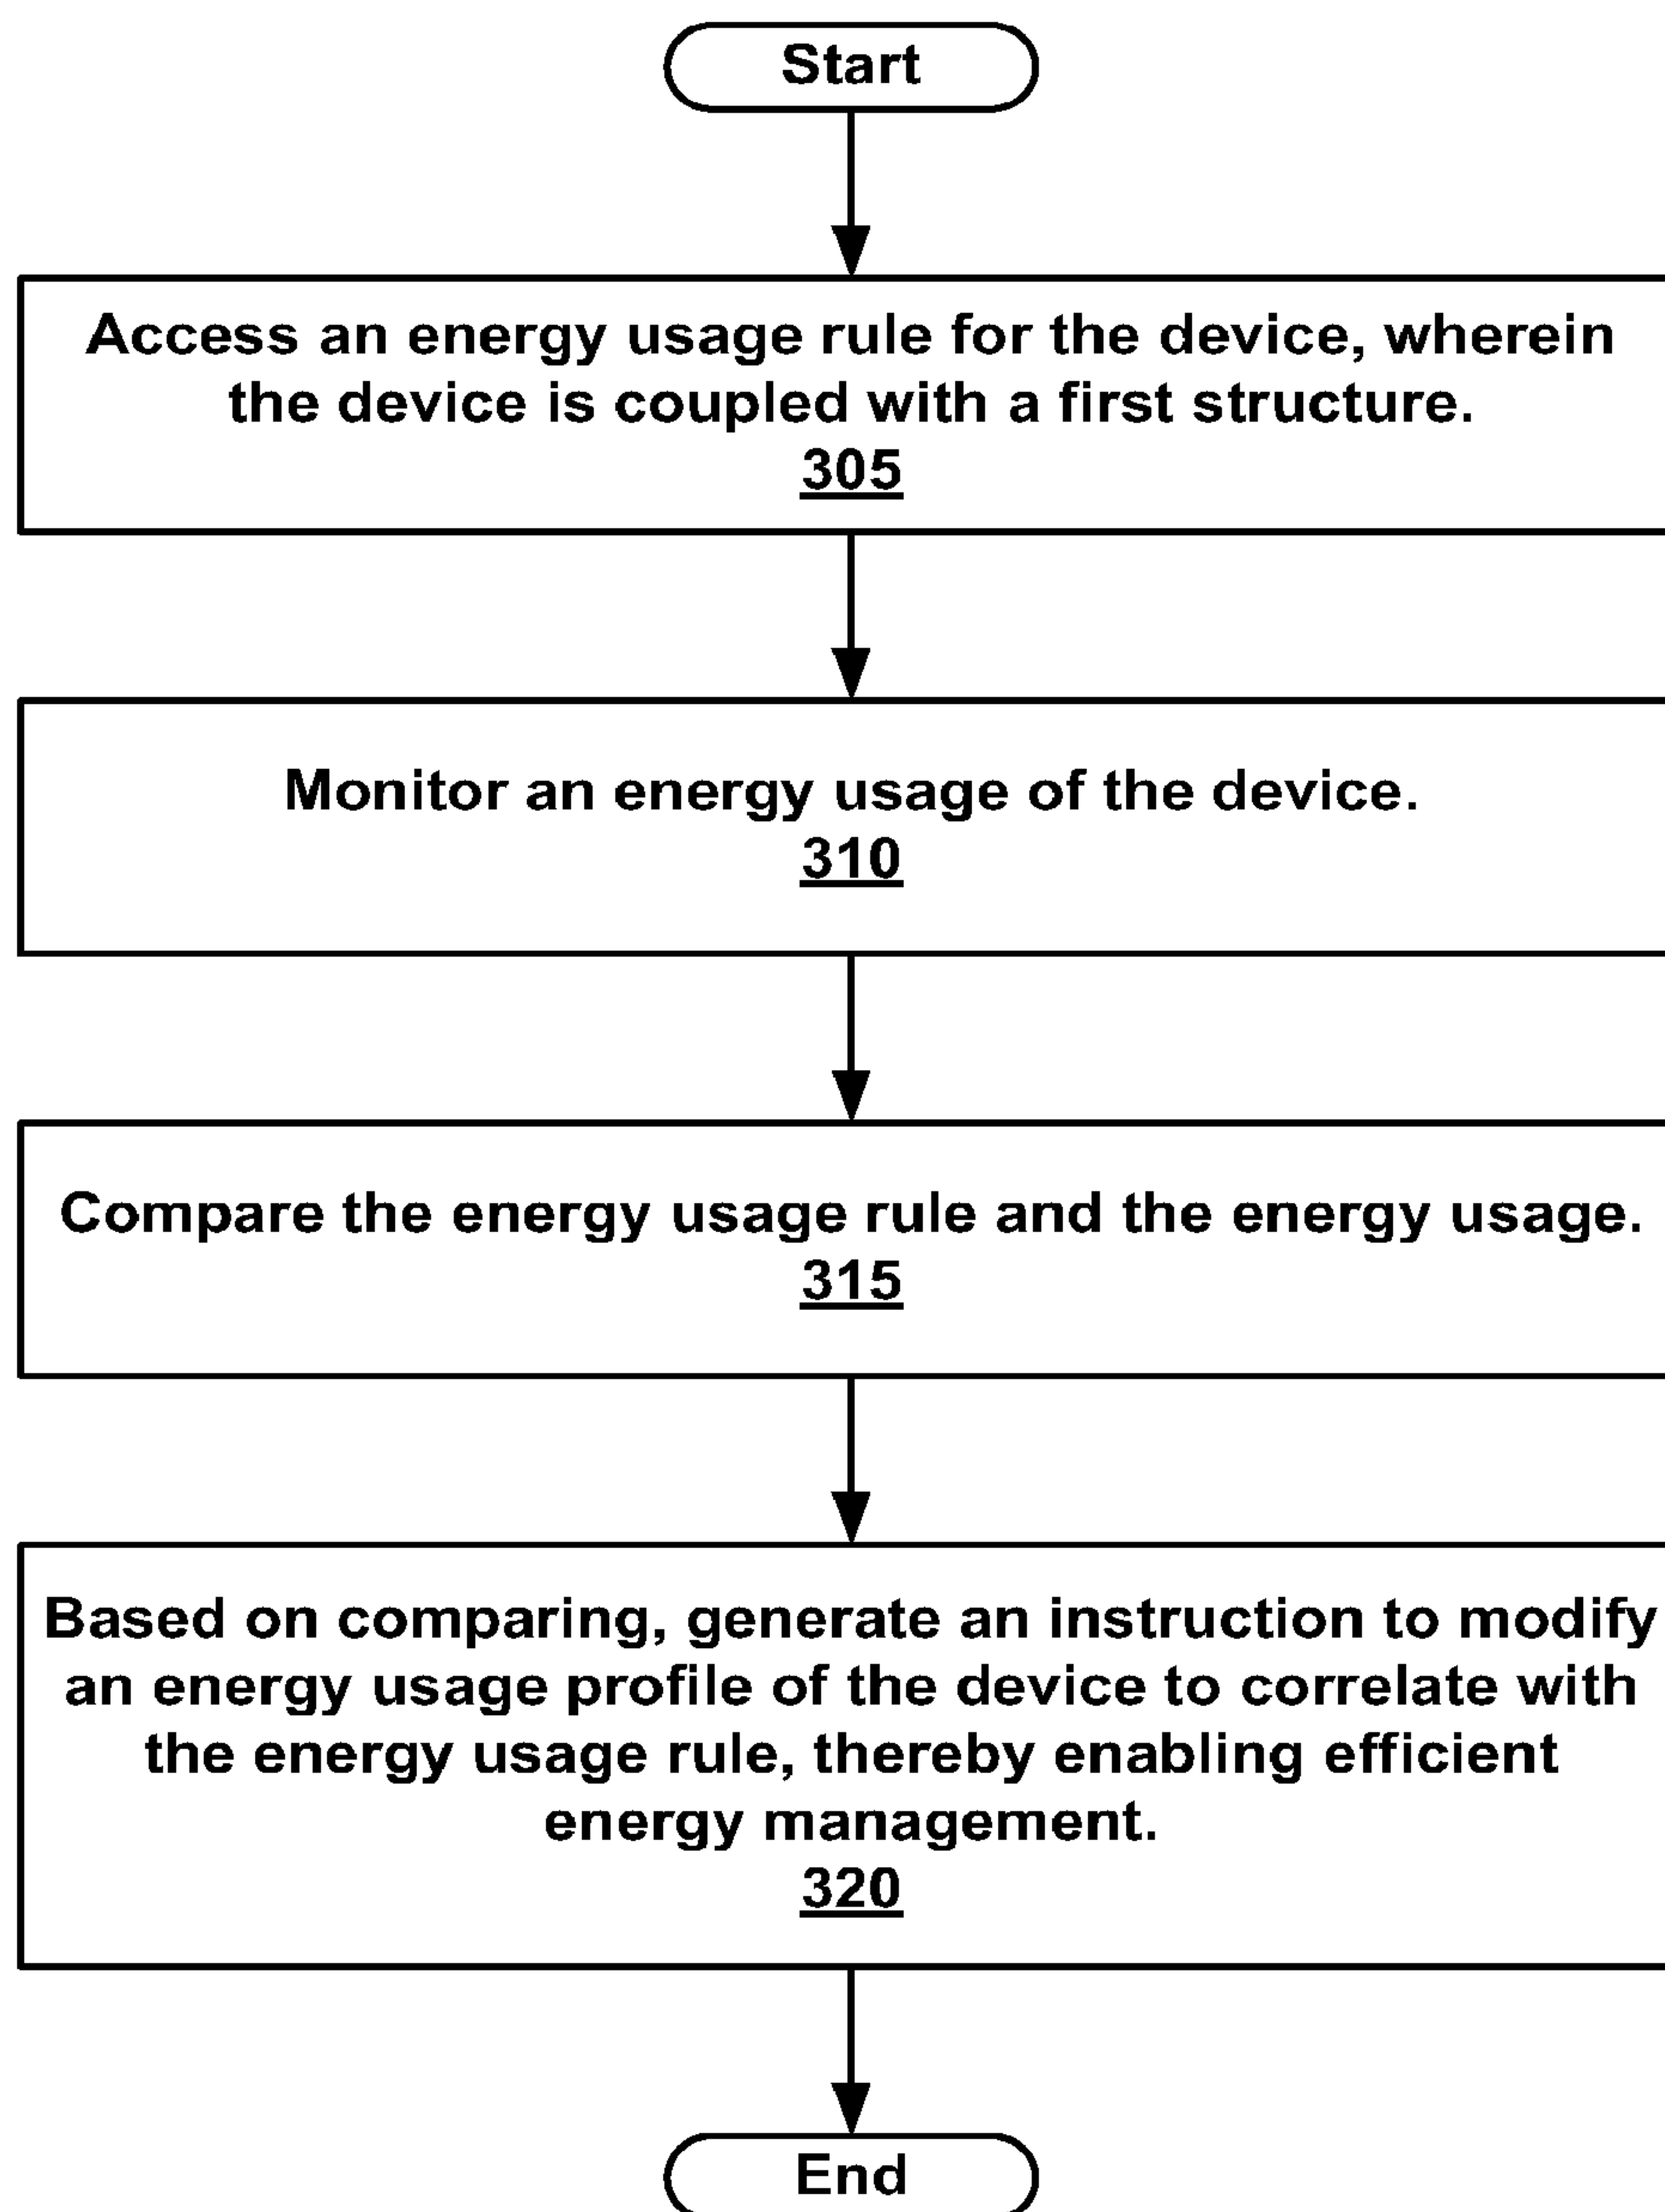 Start
Access an energy usage rule for the device, wherein
the device is coupled with a first structure.
305
Monitor an energy usage of the device.
310
Compare the energy usage rule and the energy usage.
315
Based on comparing, generate an instruction to modify
an energy usage profile of the device to correlate with
the energy usage rule, thereby enabling efficient
energy management.
320
End